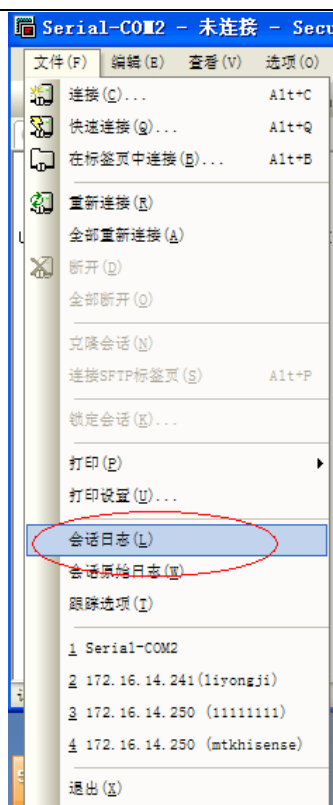 Serial-COM2 - 未连接 - Secu
文件(F) 编辑(E) 查看(V) 选项(O)
连接(C)... Alt+C
快速连接(Q)... Alt+Q
在标签页中连接(B)... Alt+B
重新连接(R)
全部重新连接(A)
断开(D)
全部断开(O)
克隆会话(N)
连接SFTP标签页(S) Alt+P
锁定会话(K)...
打印(P)
打印设置(U)...
会话日志(L)
会话原始日志(W)
跟踪选项(T)
1 Serial-COM2
2 172.16.14.241(liyongji)
3 172.16.14.250 (11111111)
4 172.16.14.250 (mtkhisense)
退出(X)